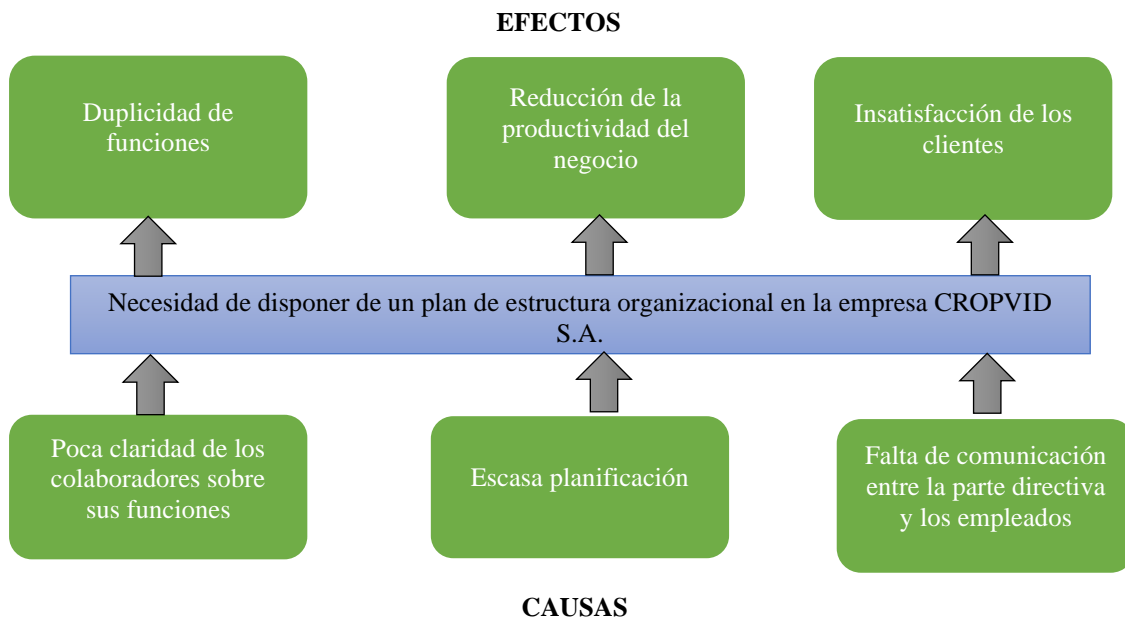 EFECTOS
Duplicidad de
funciones
Reducción de la
productividad del
negocio
Insatisfacción de los
clientes
Necesidad de disponer de un plan de estructura organizacional en la empresa CROPVID
S.A.
Poca claridad de los
colaboradores sobre
sus funciones
Escasa planificación
Falta de comunicación
entre la parte directiva
y los empleados
CAUSAS